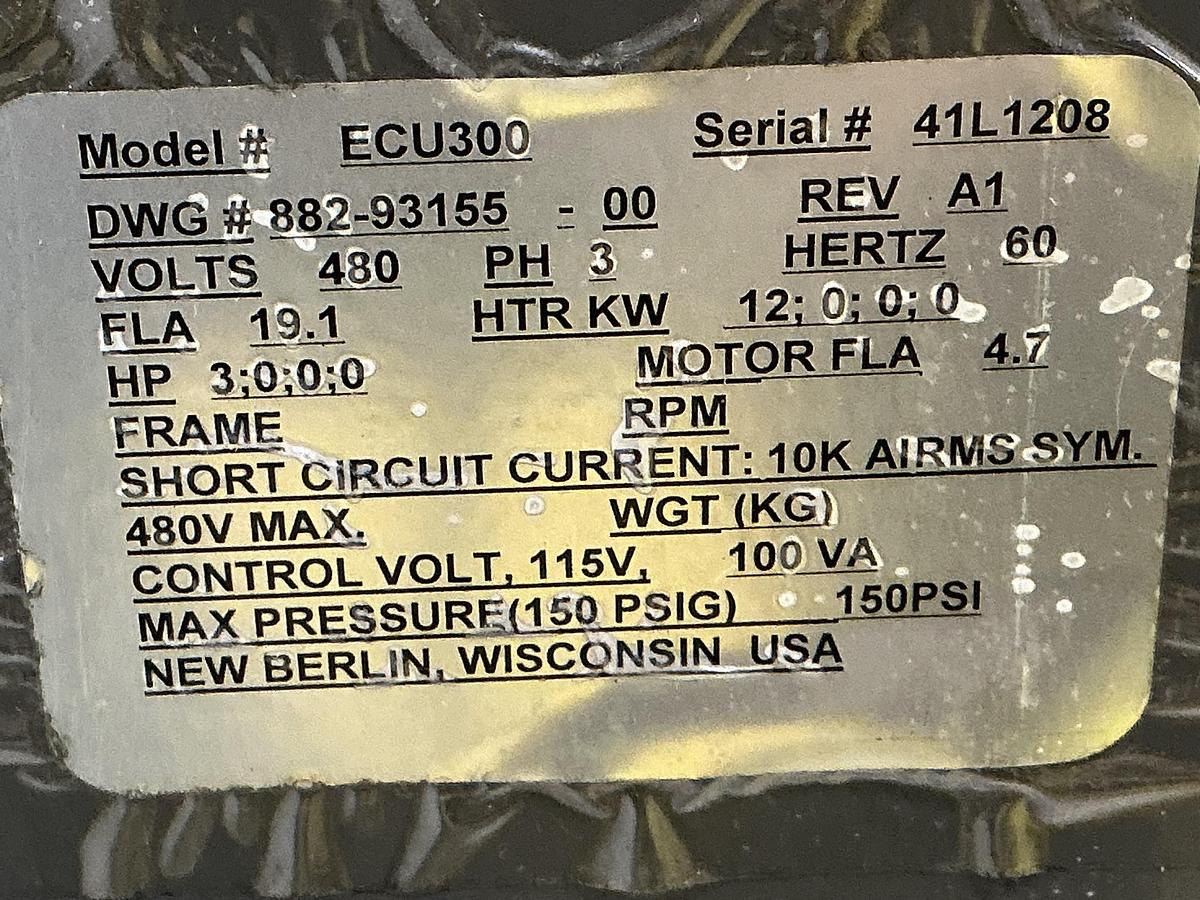 Model # ECU300 Serial # 41L1208
DWG # 882-93155 - 00 REV A1
VOLTS 480 PH 3 HERTZ 60
FLA 19.1 HTR KW 12; 0; 0; 0
HP 3;0;0;0 MOTOR FLA 4.7
FRAME RPM
SHORT CIRCUIT CURRENT: 10K AIRMS SYM.
480V MAX. WGT (KG)
CONTROL VOLT, 115V, 100 VA
MAX PRESSURE(150 PSIG) 150PSI
NEW BERLIN, WISCONSIN USA